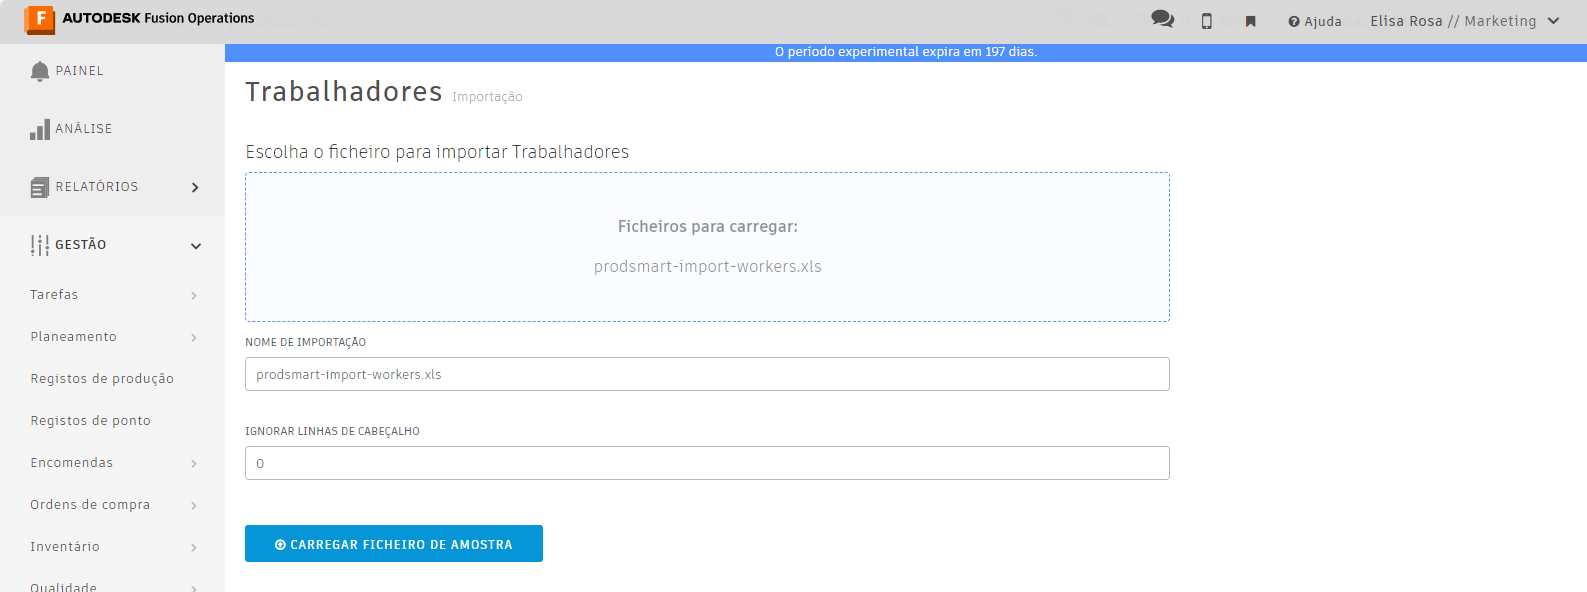 F AUTODESK Fusion Operations
Ajuda
Elisa Rosa // Marketing
O período experimental expira em 197 dias.
PAINEL
ANÁLISE
RELATÓRIOS
GESTÃO
Tarefas
Planeamento
Registos de produção
Registos de ponto
Encomendas
Ordens de compra
Inventário
Qualidade
Trabalhadores Importação
Escolha o ficheiro para importar Trabalhadores
Ficheiros para carregar:
prodsmart-import-workers.xls
NOME DE IMPORTAÇÃO
prodsmart-import-workers.xls
IGNORAR LINHAS DE CABEÇALHO
0
CARREGAR FICHEIRO DE AMOSTRA